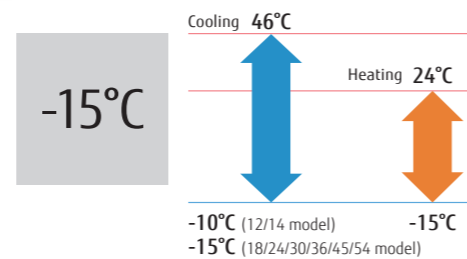 -15°C
Cooling 46°C
Heating 24°C
-10°C (12/14 model)
-15°C
-15°C (18/24/30/36/45/54 model)